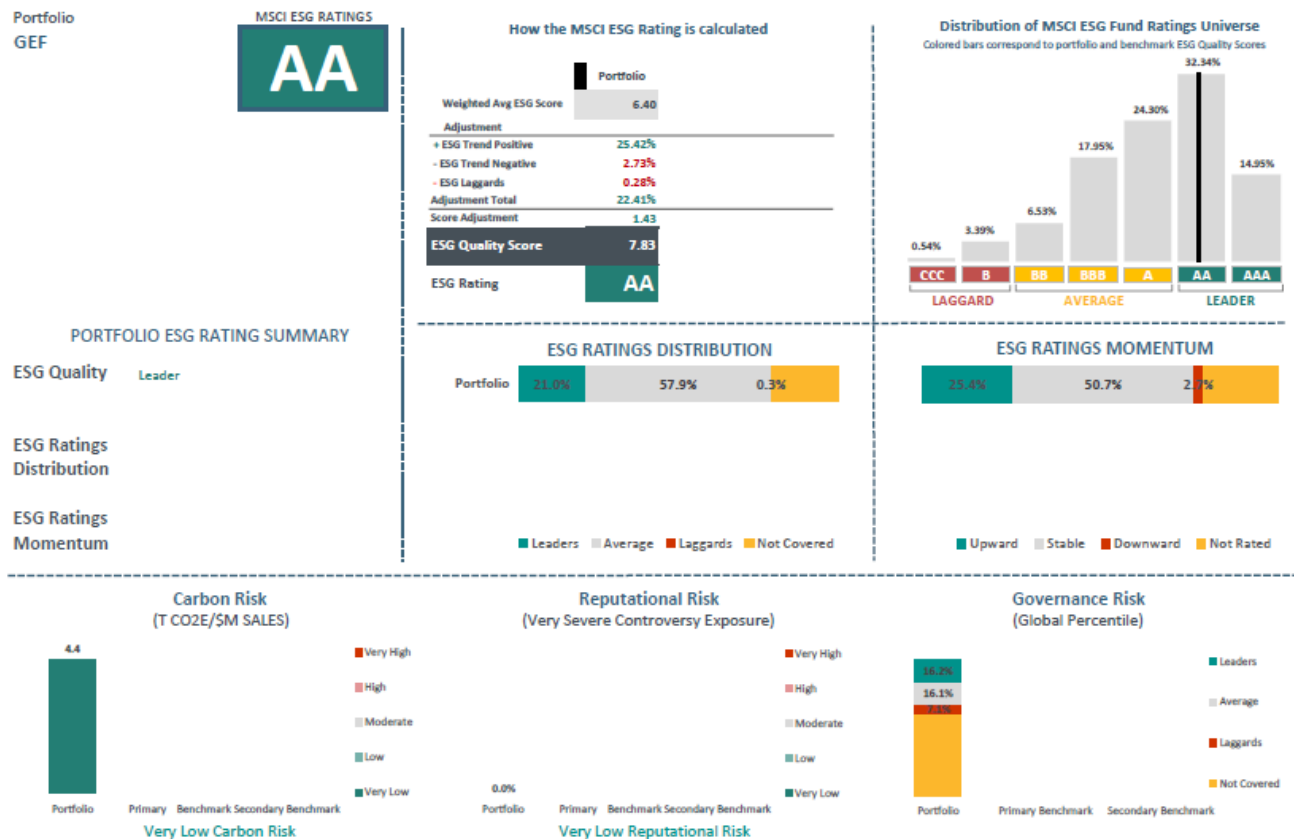 Portfolio
GEF
MSCI ESG RATINGS
AA
How the MSCI ESG Rating is calculated
Portfolio
Weighted Avg ESG Score 6.40
Adjustment
+ ESG Trend Positive 25.42%
- ESG Trend Negative 2.73%
- ESG Laggards 0.28%
Adjustment Total 22.41%
Score Adjustment 1.43
ESG Quality Score 7.83
ESG Rating AA
Distribution of MSCI ESG Fund Ratings Universe
Colored bars correspond to portfolio and benchmark ESG Quality Scores
0.54% 3.39% 6.53% 17.95% 24.30% 32.34% 14.95%
CCC B BB BBB A AA AAA
LAGGARD AVERAGE LEADER
PORTFOLIO ESG RATING SUMMARY
ESG Quality Leader
ESG Ratings
Distribution
ESG Ratings
Momentum
ESG RATINGS DISTRIBUTION
Portfolio 21.0% 57.9% 0.3%
Leaders Average Laggards Not Covered
ESG RATINGS MOMENTUM
25.4% 50.7% 2.7%
Upward Stable Downward Not Rated
Carbon Risk
(T CO2E/$M SALES)
4.4
Very High
High
Moderate
Low
Very Low
Portfolio Primary Benchmark Secondary Benchmark
Very Low Carbon Risk
Reputational Risk
(Very Severe Controversy Exposure)
Very High
High
Moderate
Low
Very Low
0.0%
Portfolio Primary Benchmark Secondary Benchmark
Very Low Reputational Risk
Governance Risk
(Global Percentile)
16.2%
16.1%
7.1%
Leaders
Average
Laggards
Not Covered
Portfolio Primary Benchmark Secondary Benchmark